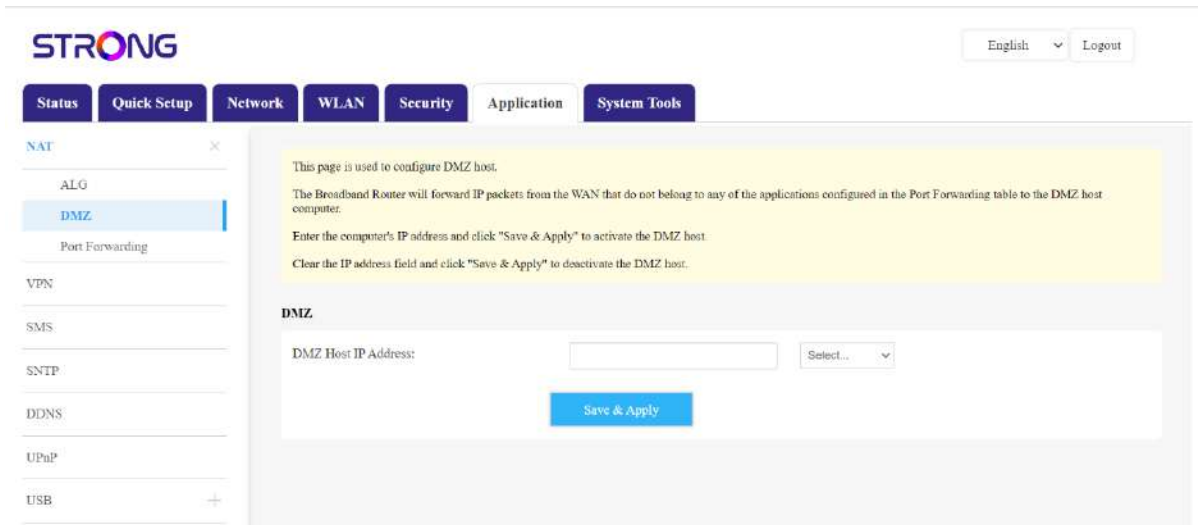 STRONG
English
Logout
Status
Quick Setup
Network
WLAN
Security
Application
System Tools
NAT
ALG
DMZ
Port Forwarding
VPN
SMS
SNTP
DDNS
UPnP
USB
This page is used to configure DMZ host.
The Broadband Router will forward IP packets from the WAN that do not belong to any of the applications configured in the Port Forwarding table to the DMZ host
computer.
Enter the computer's IP address and click "Save & Apply" to activate the DMZ host.
Clear the IP address field and click "Save & Apply" to deactivate the DMZ host.
DMZ
DMZ Host IP Address:
Select...
Save & Apply